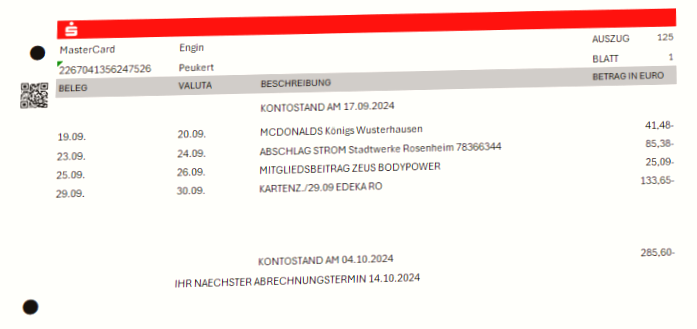 AUSZUG 125
MasterCard Engin
BLATT 1
2267041356247526 Peukert
BELEG VALUTA BESCHREIBUNG BETRAG IN EURO
KONTOSTAND AM 17.09.2024
19.09. 20.09. MCDONALDS Königs Wusterhausen 41,48-
23.09. 24.09. ABSCHLAG STROM Stadtwerke Rosenheim 78366344 85,38-
25.09. 26.09. MITGLIEDSBEITRAG ZEUS BODYPOWER 25,09-
29.09. 30.09. KARTENZ./29.09 EDEKA RO 133,65-
KONTOSTAND AM 04.10.2024 285,60-
IHR NAECHSTER ABRECHNUNGSTERMIN 14.10.2024